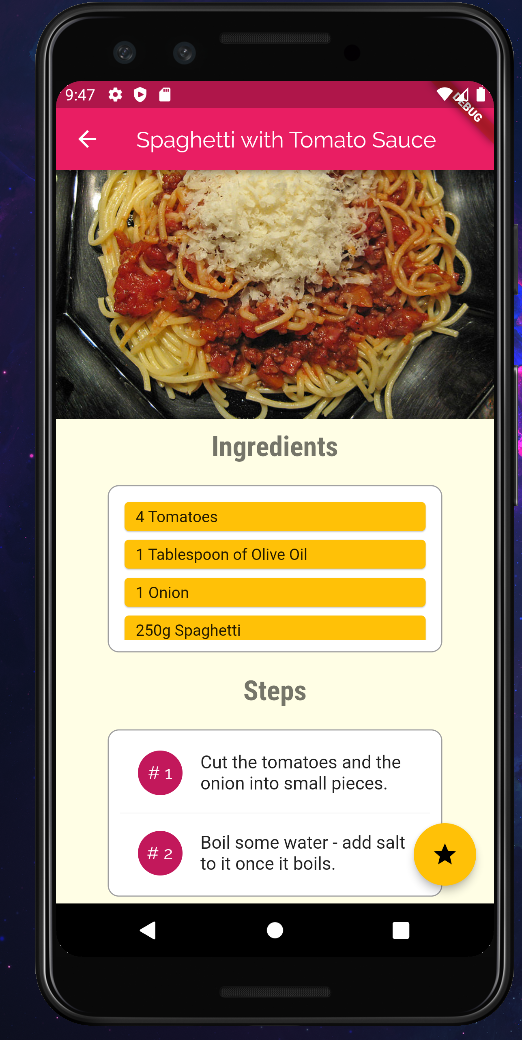 9:47
DEBUG
Spaghetti with Tomato Sauce
Ingredients
4 Tomatoes
1 Tablespoon of Olive Oil
1 Onion
250g Spaghetti
Steps
# 1
Cut the tomatoes and the
onion into small pieces.
# 2
Boil some water - add salt
to it once it boils.